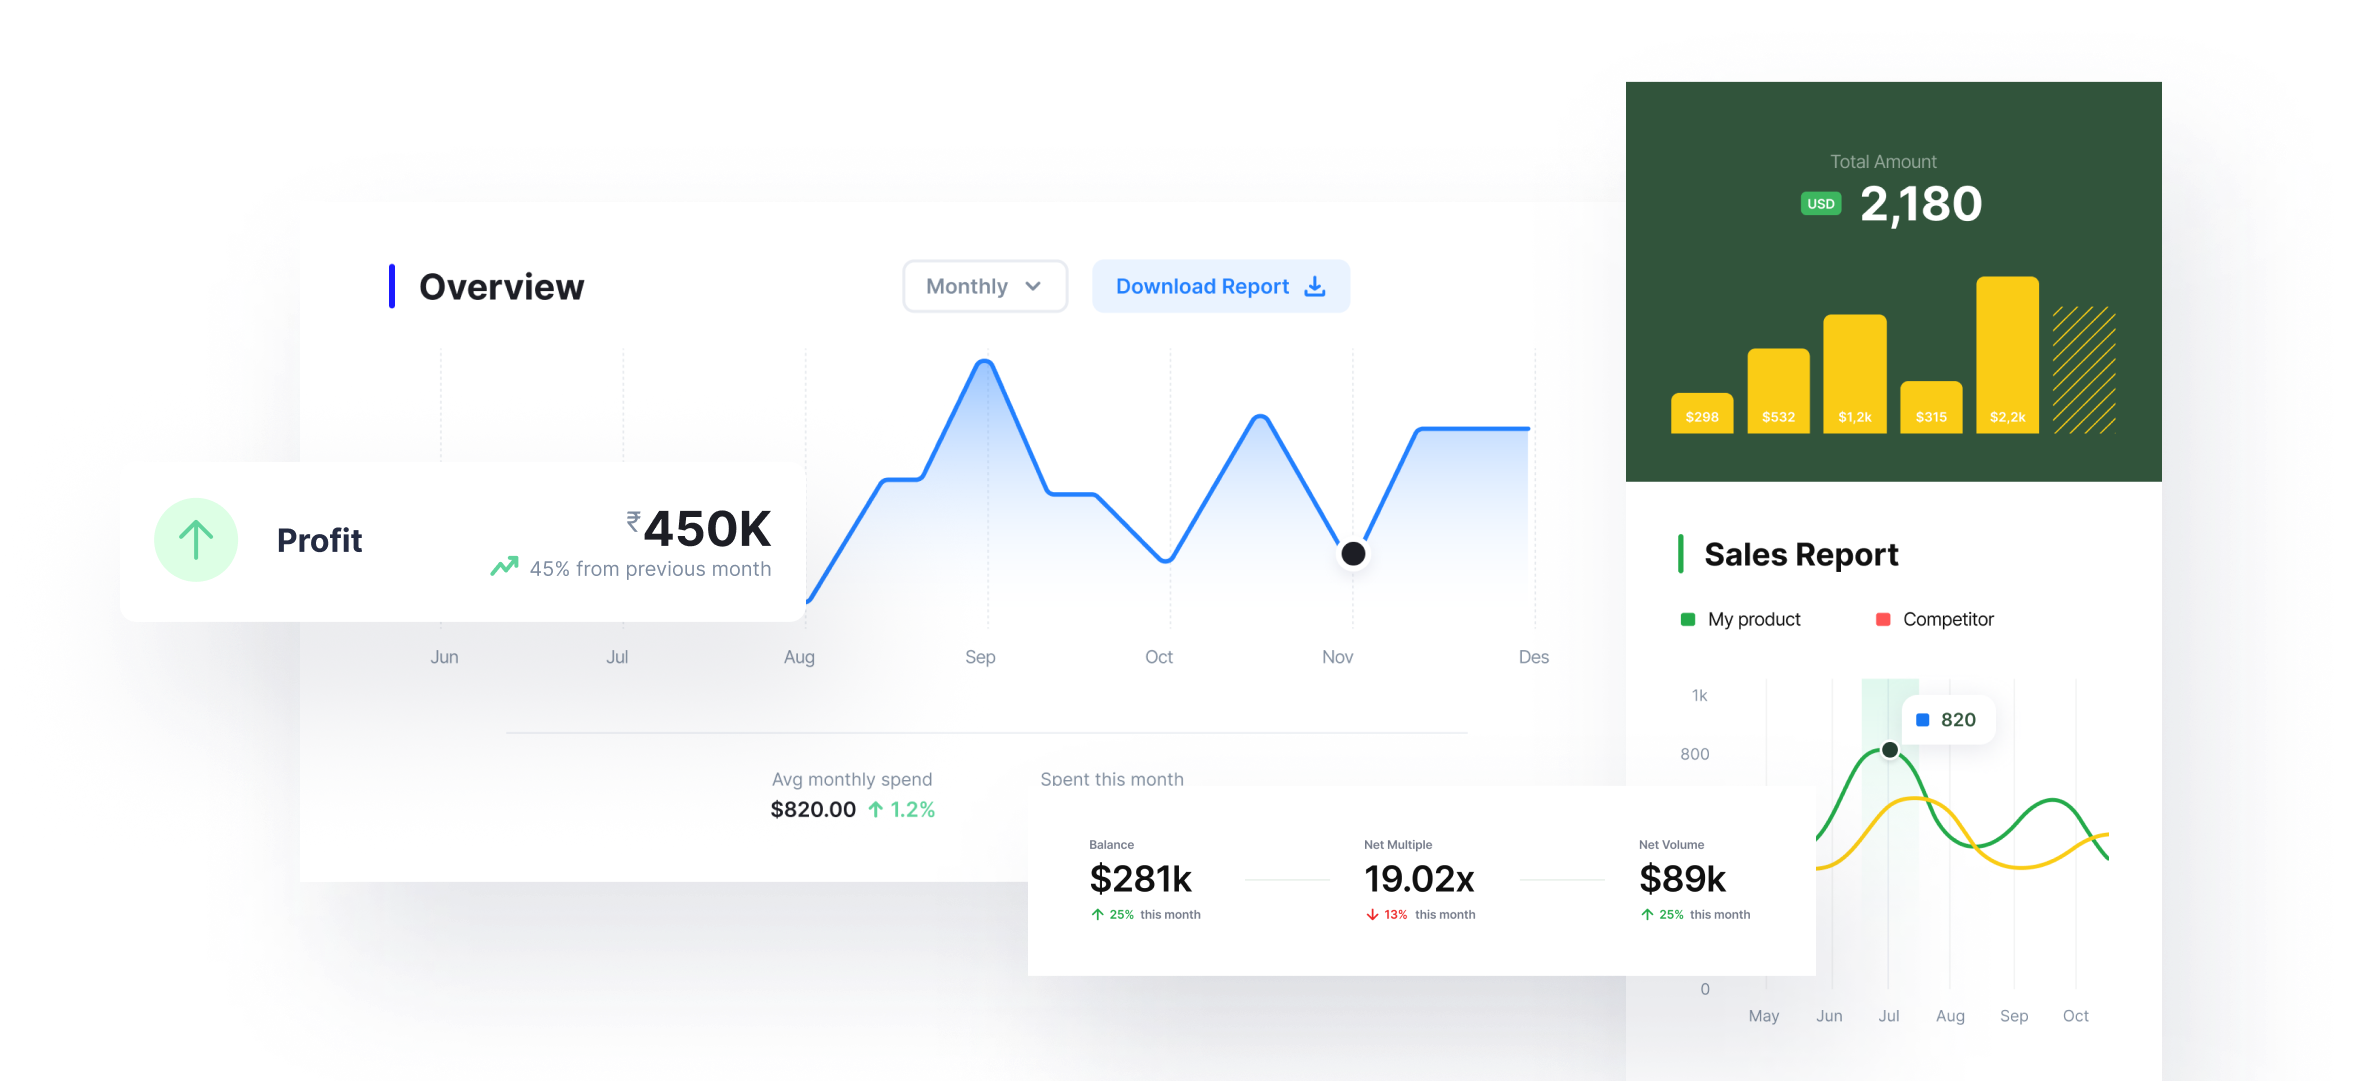 Overview
Monthly
Download Report
Profit
₹450K
45% from previous month
Jun Jul Aug Sep Oct Nov Des
Avg monthly spend
$820.00 1.2%
Spent this month
Balance
$281k
25% this month
Net Multiple
19.02x
13% this month
Net Volume
$89k
25% this month
Total Amount
USD 2,180
$298 $532 $1,2k $315 $2,2k
Sales Report
My product Competitor
1k
820
800
0
May Jun Jul Aug Sep Oct